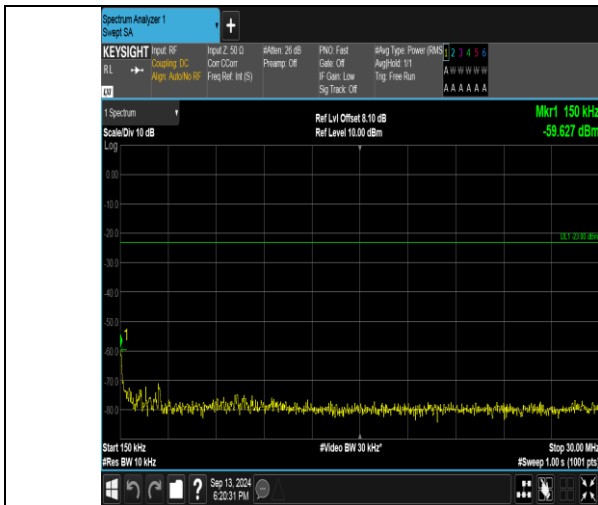 Spectrum Analyzer 1
Swept SA
+
KEYSIGHT Input: RF Input Z: 50 Ω #Atten: 26 dB PNO: Fast #Avg Type: Power (RMS 1 2 3 4 5 6
RL Coupling: DC Corr CCorr Preamp: Off Gate: Off Avg|Hold: 1/1 A W W W W W
Align: Auto/No RF Freq Ref: Int (S) IF Gain: Low Trig: Free Run
Sig Track: Off A A A A A A
LXI
1 Spectrum Ref Lvl Offset 8.10 dB Mkr1 150 kHz
Scale/Div 10 dB Ref Level 10.00 dBm -59.627 dBm
Log
0.00
-10.0
-20.0
DL1 -23.00 dBm
-30.0
-40.0
-50.0
1
-60.0
-70.0
-80.0
Start 150 kHz #Video BW 30 kHz* Stop 30.00 MHz
#Res BW 10 kHz #Sweep 1.00 s (1001 pts)
? Sep 13, 2024
6:20:31 PM